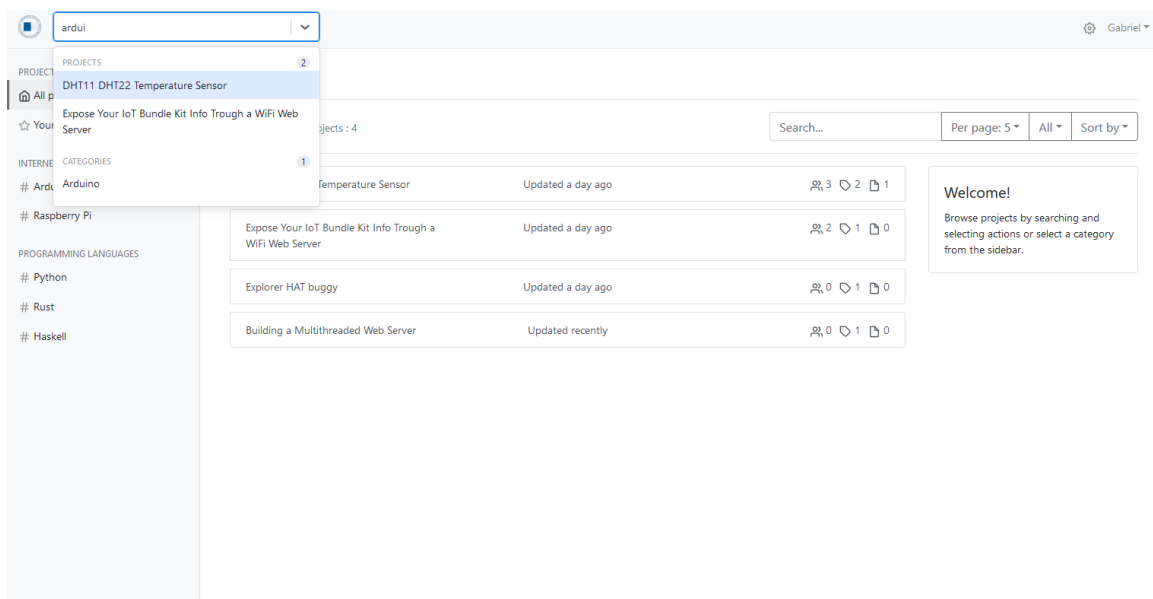 ardui
Gabriel
PROJECTS 2
DHT11 DHT22 Temperature Sensor
Expose Your IoT Bundle Kit Info Trough a WiFi Web
Server
CATEGORIES 1
Arduino
PROJECT
All p
Your
INTERNE
# Ardu
# Raspberry Pi
PROGRAMMING LANGUAGES
# Python
# Rust
# Haskell
ojects : 4
Search...
Per page: 5
All
Sort by
Temperature Sensor Updated a day ago 3 2 1
Expose Your IoT Bundle Kit Info Trough a Updated a day ago 2 1 0
WiFi Web Server
Explorer HAT buggy Updated a day ago 0 1 0
Building a Multithreaded Web Server Updated recently 0 1 0
Welcome!
Browse projects by searching and
selecting actions or select a category
from the sidebar.